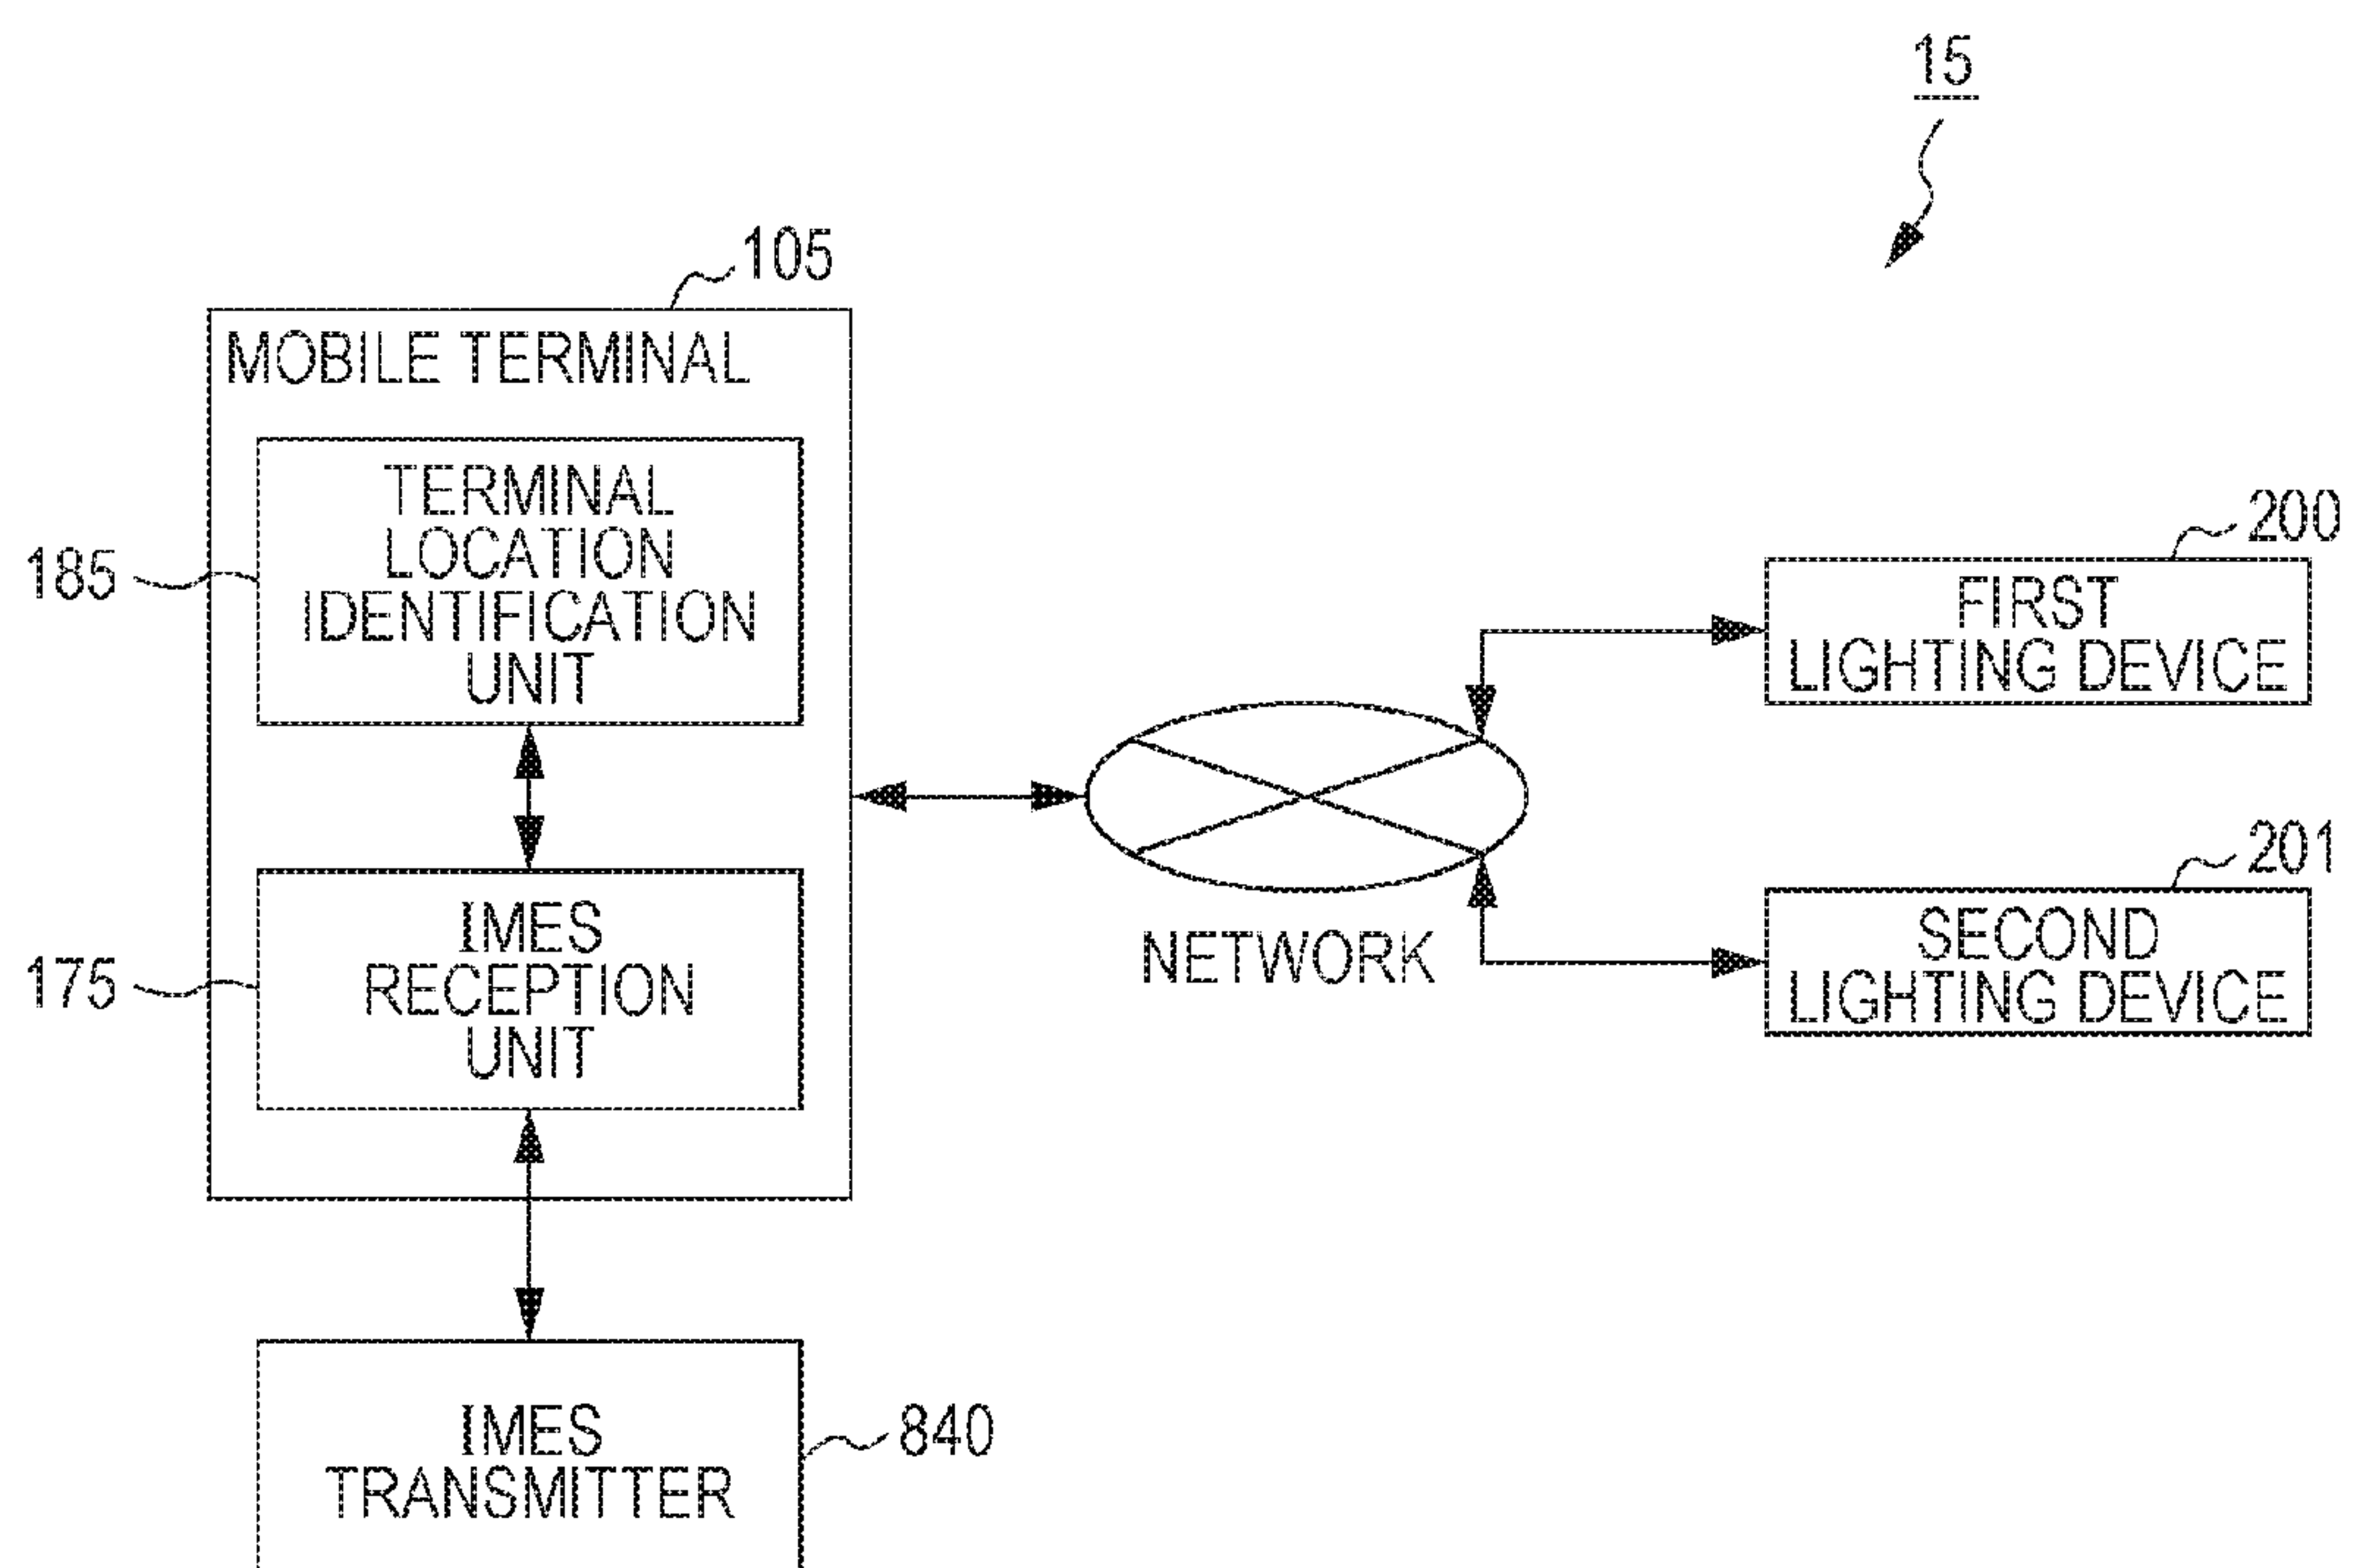 15
105
MOBILE TERMINAL
TERMINAL
LOCATION
IDENTIFICATION
UNIT
185
IMES
RECEPTION
UNIT
175
NETWORK
200
FIRST
LIGHTING DEVICE
201
SECOND
LIGHTING DEVICE
IMES
TRANSMITTER
840